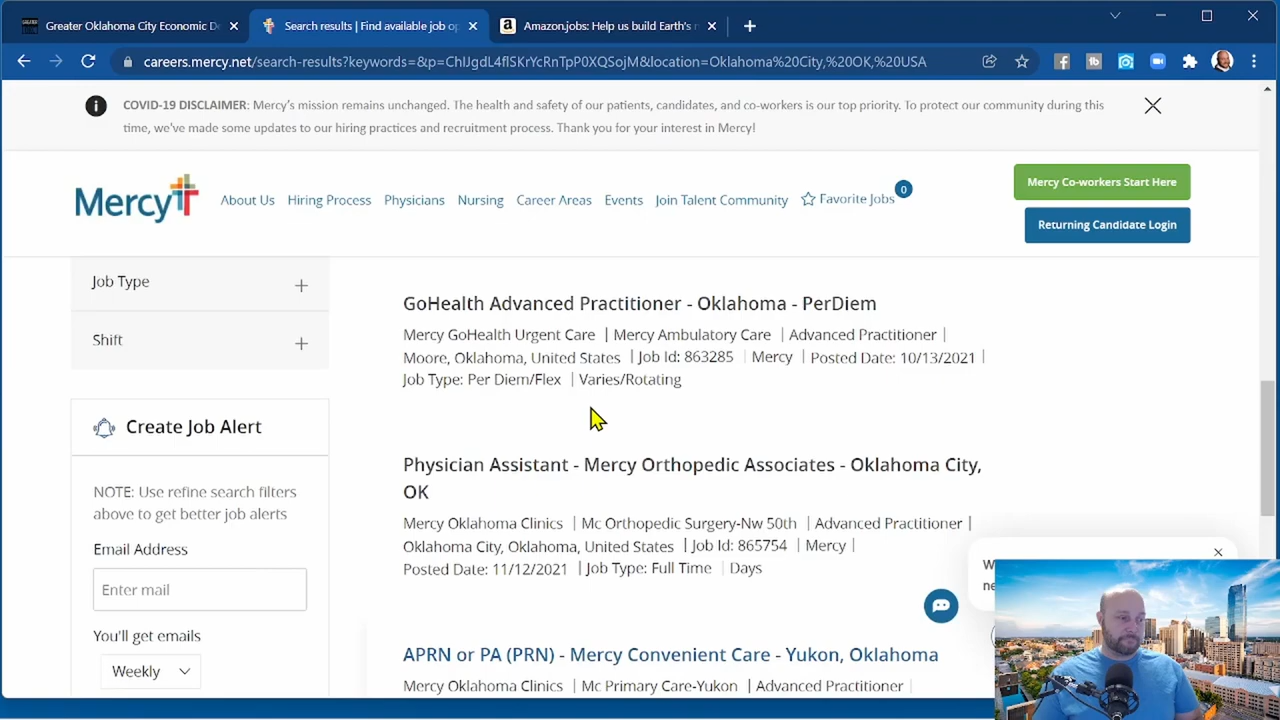 Greater Oklahoma City Economic De
Search results | Find available job op
Amazon.jobs: Help us build Earth's
careers.mercy.net/search-results?keywords=&p=ChIJgdL4flSKrYcRnTpP0XQSojM&location=Oklahoma%20City,%20OK,%20USA
COVID-19 DISCLAIMER: Mercy's mission remains unchanged. The health and safety of our patients, candidates, and co-workers is our top priority. To protect our community during this
time, we've made some updates to our hiring practices and recruitment process. Thank you for your interest in Mercy!
Mercy
About Us
Hiring Process
Physicians
Nursing
Career Areas
Events
Join Talent Community
Favorite Jobs
0
Mercy Co-workers Start Here
Returning Candidate Login
Job Type
Shift
Create Job Alert
NOTE: Use refine search filters
above to get better job alerts
Email Address
Enter mail
You'll get emails
Weekly
GoHealth Advanced Practitioner - Oklahoma - PerDiem
Mercy GoHealth Urgent Care | Mercy Ambulatory Care | Advanced Practitioner |
Moore, Oklahoma, United States | Job Id: 863285 | Mercy | Posted Date: 10/13/2021 |
Job Type: Per Diem/Flex | Varies/Rotating
Physician Assistant - Mercy Orthopedic Associates - Oklahoma City,
OK
Mercy Oklahoma Clinics | Mc Orthopedic Surgery-Nw 50th | Advanced Practitioner |
Oklahoma City, Oklahoma, United States | Job Id: 865754 | Mercy |
Posted Date: 11/12/2021 | Job Type: Full Time | Days
APRN or PA (PRN) - Mercy Convenient Care - Yukon, Oklahoma
Mercy Oklahoma Clinics | Mc Primary Care-Yukon | Advanced Practitioner |